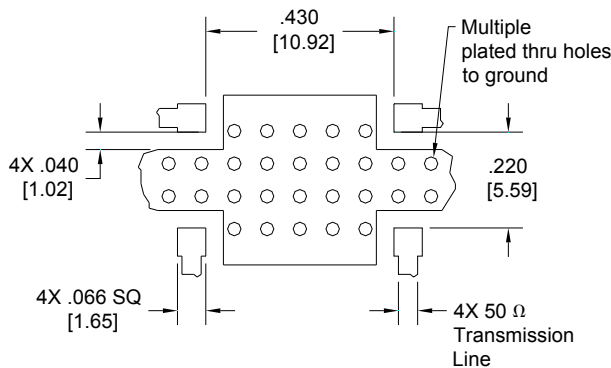 .430
[10.92]
Multiple
plated thru holes
to ground
4X .040
[1.02]
.220
[5.59]
4X .066 SQ
[1.65]
4X 50 Ω
Transmission
Line